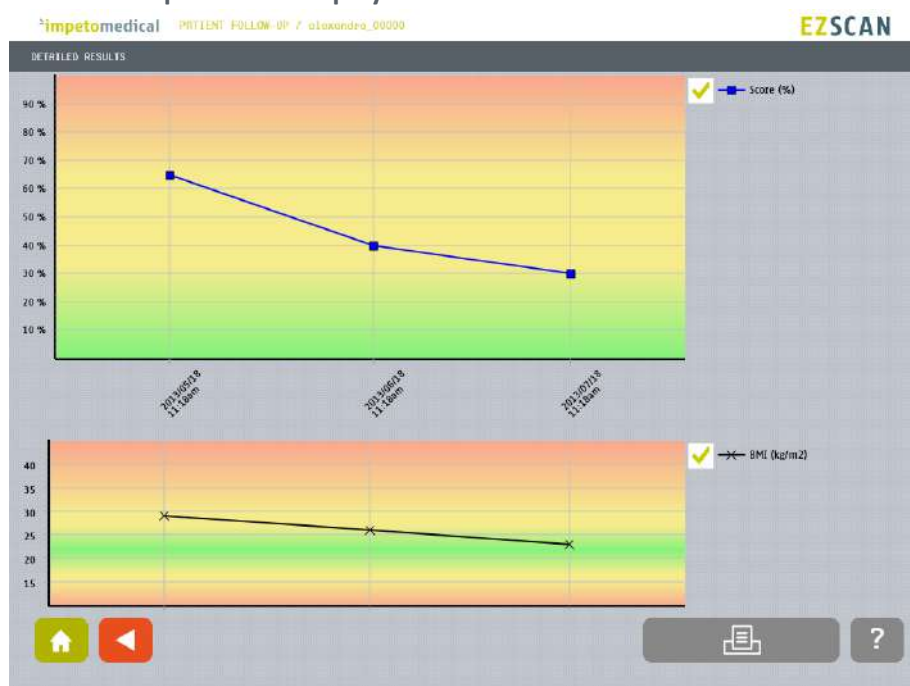 impetomedical PATIENT FOLLOW-UP / alexandre_00000 EZSCAN
DETAILED RESULTS
Score (%)
90 %
80 %
70 %
60 %
50 %
40 %
30 %
20 %
10 %
2013/05/18 11:18am
2013/06/18 11:18am
2013/07/18 11:18am
BMI (kg/m2)
40
35
30
25
20
15
?